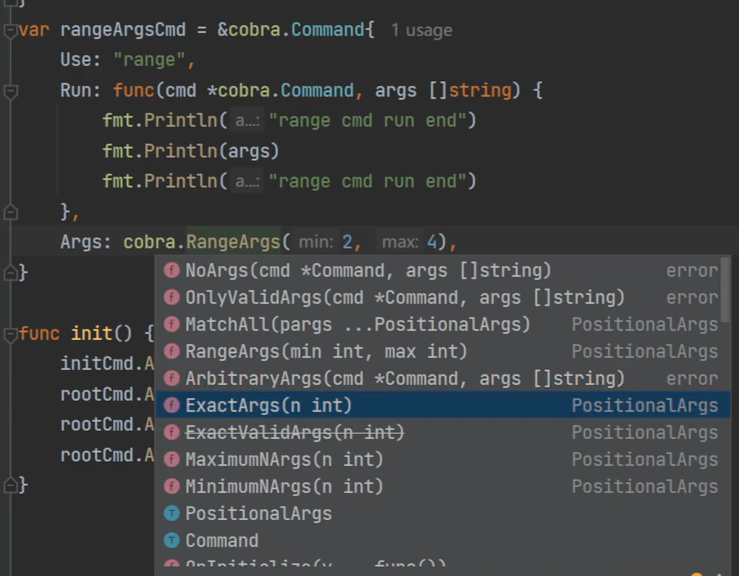 }
var rangeArgsCmd = &cobra.Command{ 1 usage
Use: "range",
Run: func(cmd *cobra.Command, args []string) {
fmt.Println( a...: "range cmd run end")
fmt.Println(args)
fmt.Println( a...: "range cmd run end")
},
Args: cobra.RangeArgs( min: 2, max: 4),
}
NoArgs(cmd *Command, args []string) error
OnlyValidArgs(cmd *Command, args []string) error
MatchAll(pargs ...PositionalArgs) PositionalArgs
RangeArgs(min int, max int) PositionalArgs
ArbitraryArgs(cmd *Command, args []string) error
ExactArgs(n int) PositionalArgs
ExactValidArgs(n int) PositionalArgs
MaximumNArgs(n int) PositionalArgs
MinimumNArgs(n int) PositionalArgs
PositionalArgs
Command
func init() {
initCmd.A
rootCmd.A
rootCmd.A
rootCmd.A
}